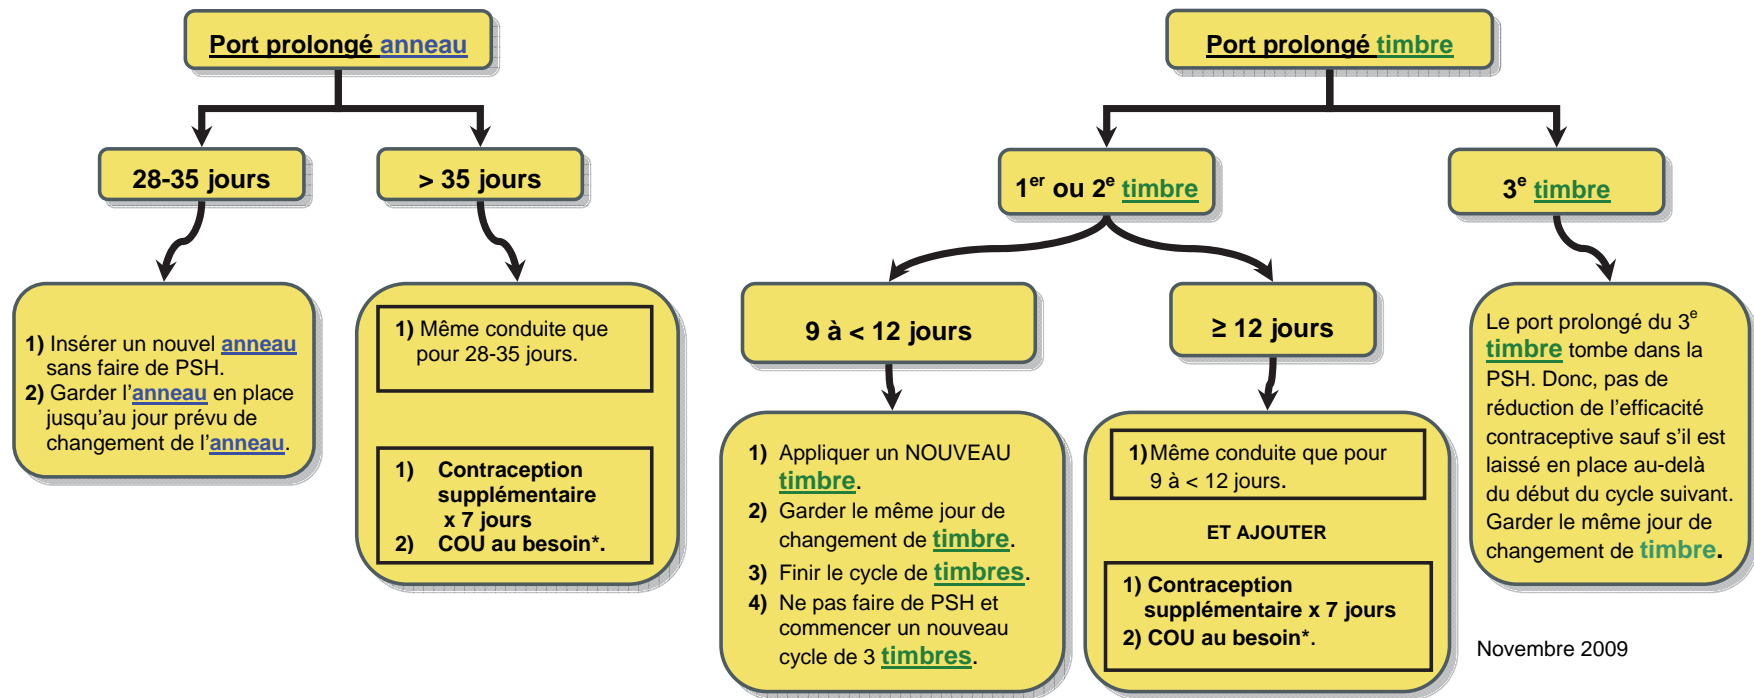 Port prolongé anneau
28-35 jours
> 35 jours
1) Insérer un nouvel anneau
sans faire de PSH.
2) Garder l’anneau en place
jusqu’au jour prévu de
changement de l’anneau.
1) Même conduite que
pour 28-35 jours.
1) Contraception
supplémentaire
x 7 jours
2) COU au besoin*.
Port prolongé timbre
1er ou 2e timbre
3e timbre
9 à < 12 jours
≥ 12 jours
1) Appliquer un NOUVEAU
timbre.
2) Garder le même jour de
changement de timbre.
3) Finir le cycle de timbres.
4) Ne pas faire de PSH et
commencer un nouveau
cycle de 3 timbres.
1) Même conduite que pour
9 à < 12 jours.
ET AJOUTER
1) Contraception
supplémentaire x 7 jours
2) COU au besoin*.
Le port prolongé du 3e
timbre tombe dans la
PSH. Donc, pas de
réduction de l’efficacité
contraceptive sauf s’il est
laissé en place au-delà
du début du cycle suivant.
Garder le même jour de
changement de timbre.
Novembre 2009